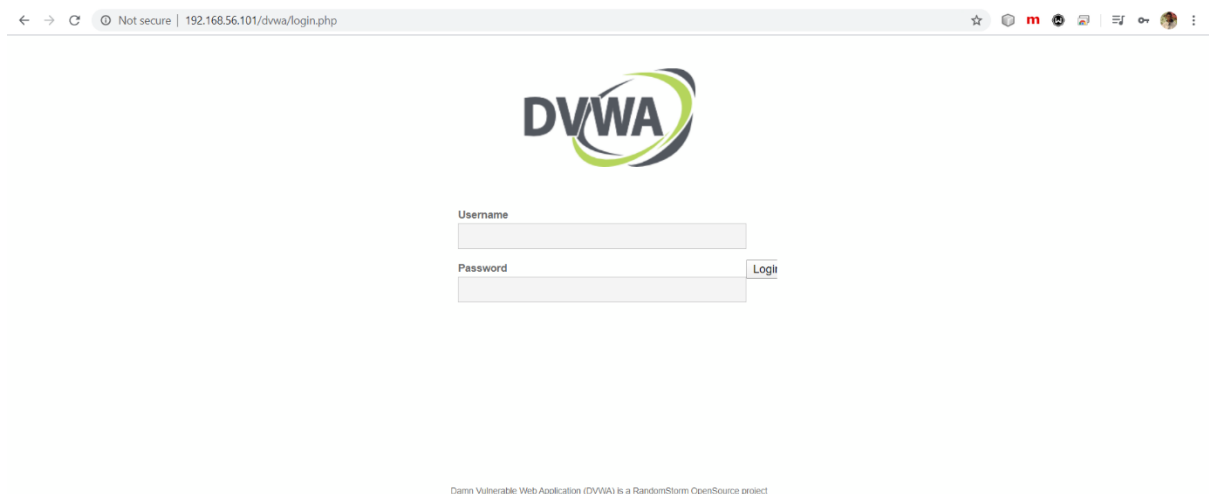 Not secure | 192.168.56.101/dvwa/login.php
m
DVWA
Username
Password
Login
Damn Vulnerable Web Application (DVWA) is a RandomStorm OpenSource project